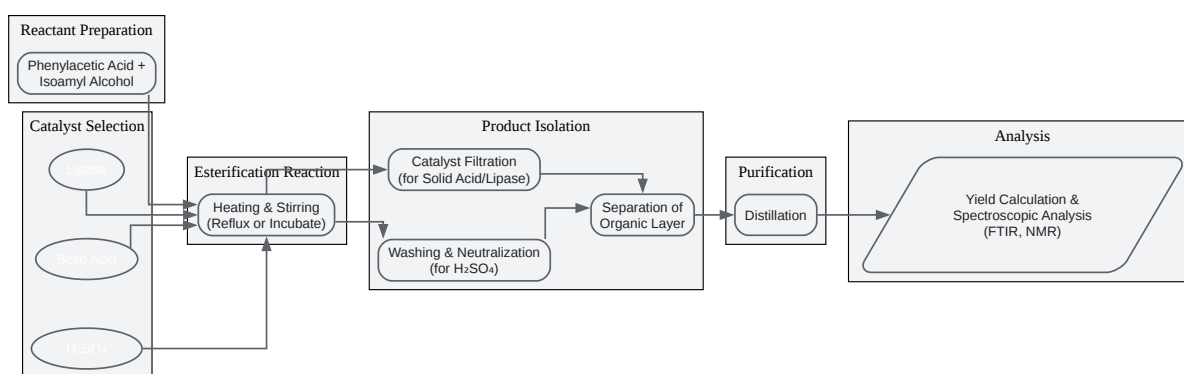 Reactant Preparation
Phenylacetic Acid +
Isoamyl Alcohol
Catalyst Selection
Lipase
Solid Acid
H₂SO₄
Esterification Reaction
Heating & Stirring
(Reflux or Incubate)
Product Isolation
Catalyst Filtration
(for Solid Acid/Lipase)
Washing & Neutralization
(for H₂SO₄)
Separation of
Organic Layer
Purification
Distillation
Analysis
Yield Calculation &
Spectroscopic Analysis
(FTIR, NMR)